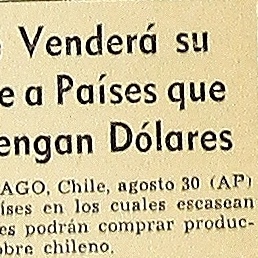 Venderá su
e a Países que
engan Dólares
AGO, Chile, agosto 30 (AP)
íses en los cuales escasean
es podrán comprar produc-
obre chileno.